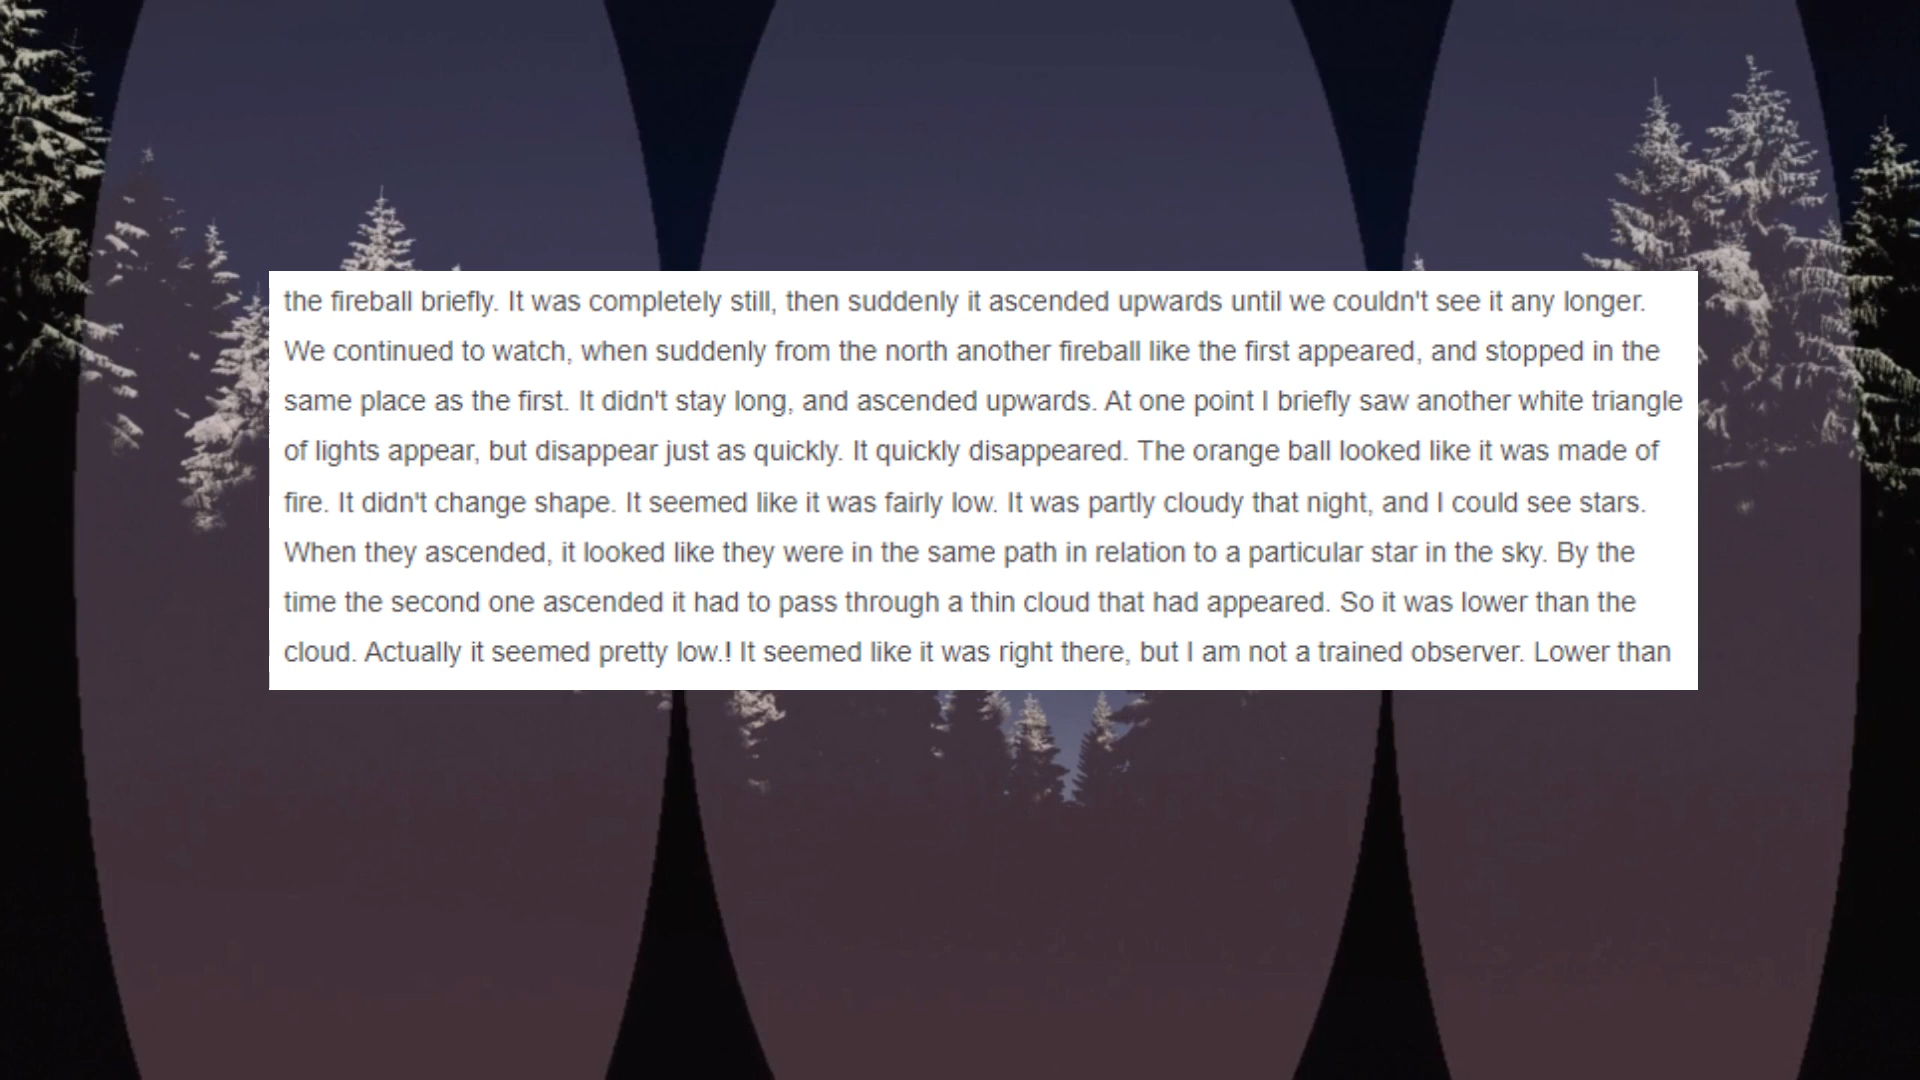 the fireball briefly. It was completely still, then suddenly it ascended upwards until we couldn't see it any longer.
We continued to watch, when suddenly from the north another fireball like the first appeared, and stopped in the
same place as the first. It didn't stay long, and ascended upwards. At one point I briefly saw another white triangle
of lights appear, but disappear just as quickly. It quickly disappeared. The orange ball looked like it was made of
fire. It didn't change shape. It seemed like it was fairly low. It was partly cloudy that night, and I could see stars.
When they ascended, it looked like they were in the same path in relation to a particular star in the sky. By the
time the second one ascended it had to pass through a thin cloud that had appeared. So it was lower than the
cloud. Actually it seemed pretty low.! It seemed like it was right there, but I am not a trained observer. Lower than